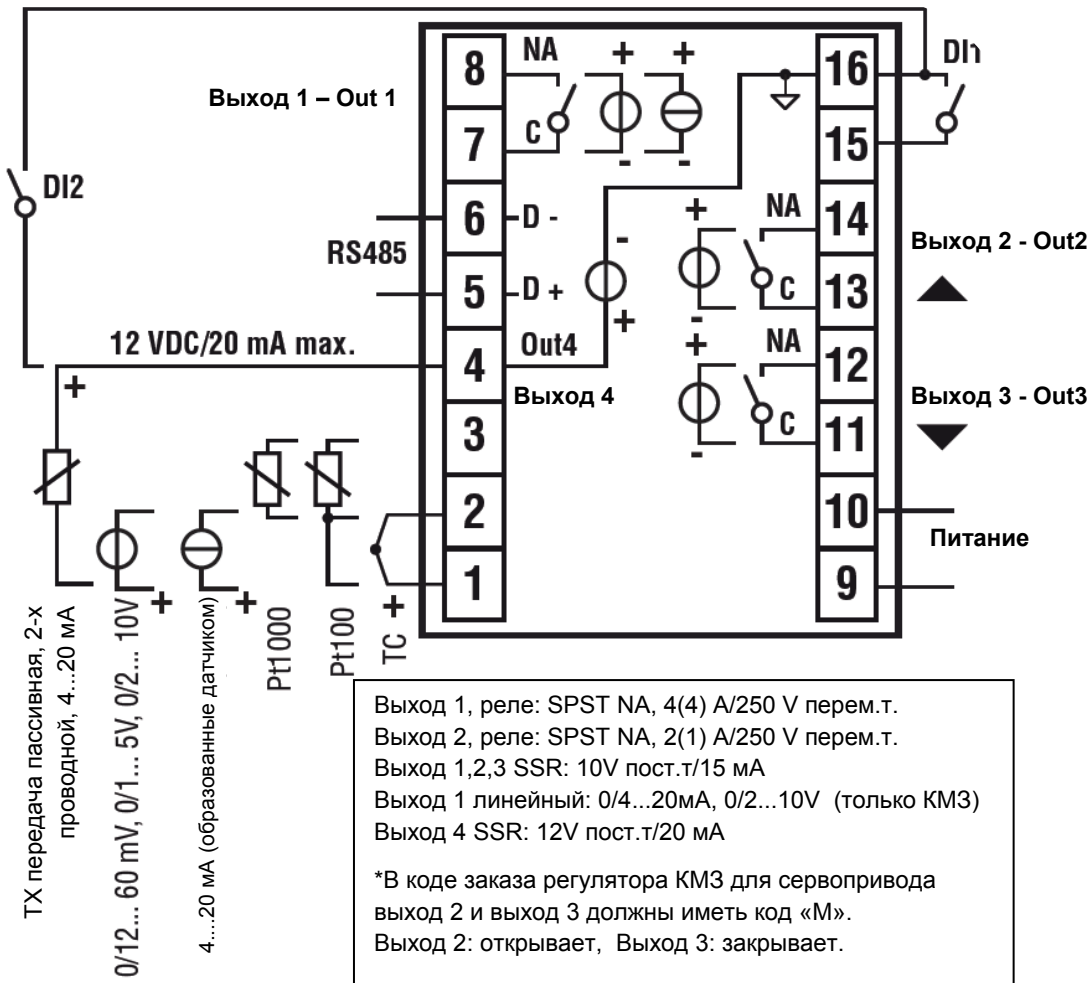 8
NA
+
+
16
DI1
Выход 1 – Out 1
7
C
-
-
15
DI2
6
D -
+
NA
14
Выход 2 - Out2
RS485
-
5
D +
C
13
+
-
12 VDC/20 mA max.
4
Out4
+
NA
12
+
Выход 4
Выход 3 - Out3
3
C
11
-
2
10
Питание
1
9
+
+
+
TX передача пассивная, 2-х
проводной, 4...20 мА
0/12... 60 mV, 0/1... 5V, 0/2... 10V
4....20 мА (образованные датчиком)
Pt1000
Pt100
TC
Выход 1, реле: SPST NA, 4(4) A/250 V перем.т.
Выход 2, реле: SPST NA, 2(1) A/250 V перем.т.
Выход 1,2,3 SSR: 10V пост.т/15 мА
Выход 1 линейный: 0/4...20мА, 0/2...10V (только КМ3)
Выход 4 SSR: 12V пост.т/20 мА
*В коде заказа регулятора КМ3 для сервопривода
выход 2 и выход 3 должны иметь код «М».
Выход 2: открывает, Выход 3: закрывает.